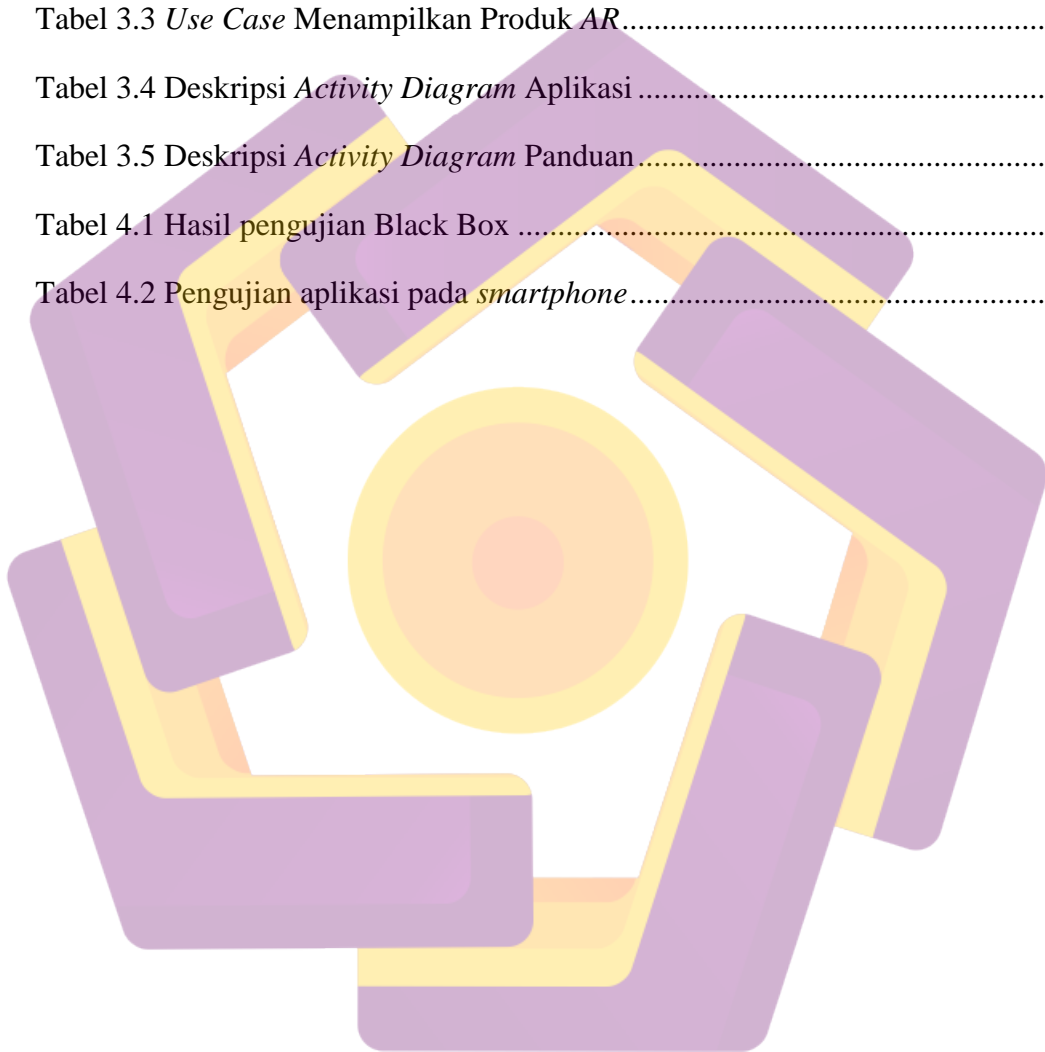 Tabel 3.3 Use Case Menampilkan Produk AR..................................................
Tabel 3.4 Deskripsi Activity Diagram Aplikasi................................................
Tabel 3.5 Deskripsi Activity Diagram Panduan................................................
Tabel 4.1 Hasil pengujian Black Box ...............................................................
Tabel 4.2 Pengujian aplikasi pada smartphone..................................................